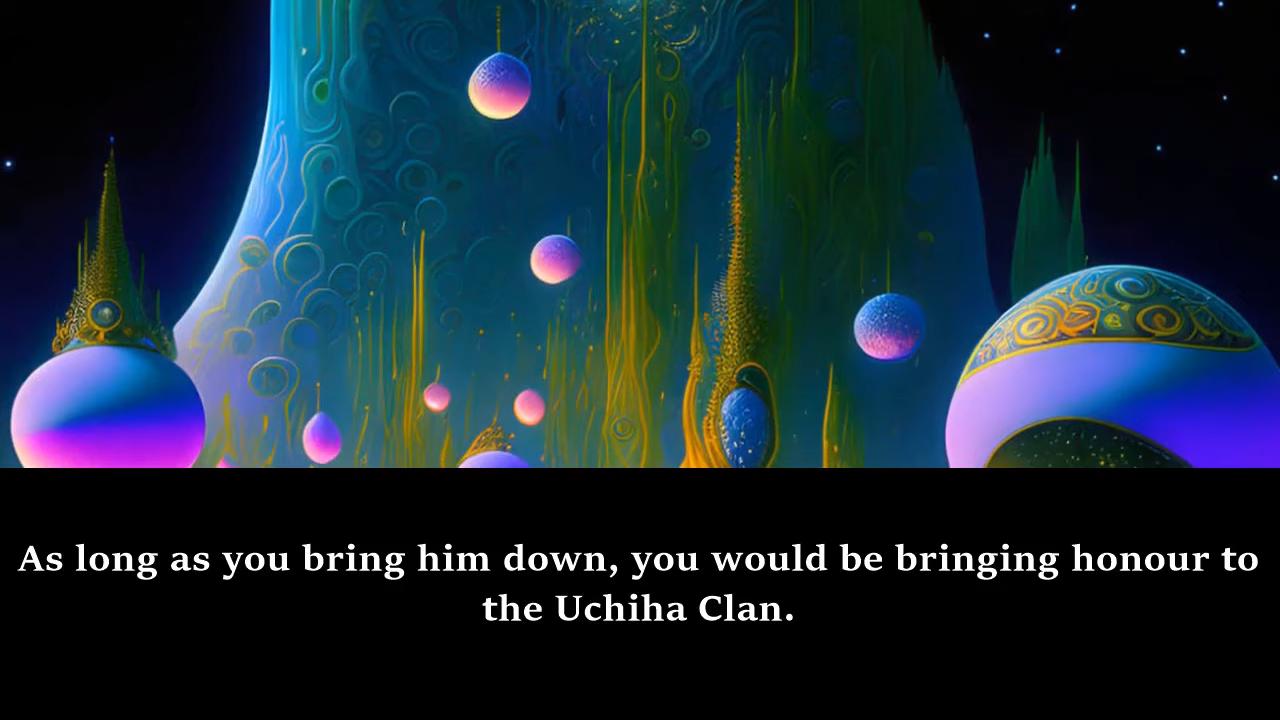 As long as you bring him down, you would be bringing honour to
the Uchiha Clan.